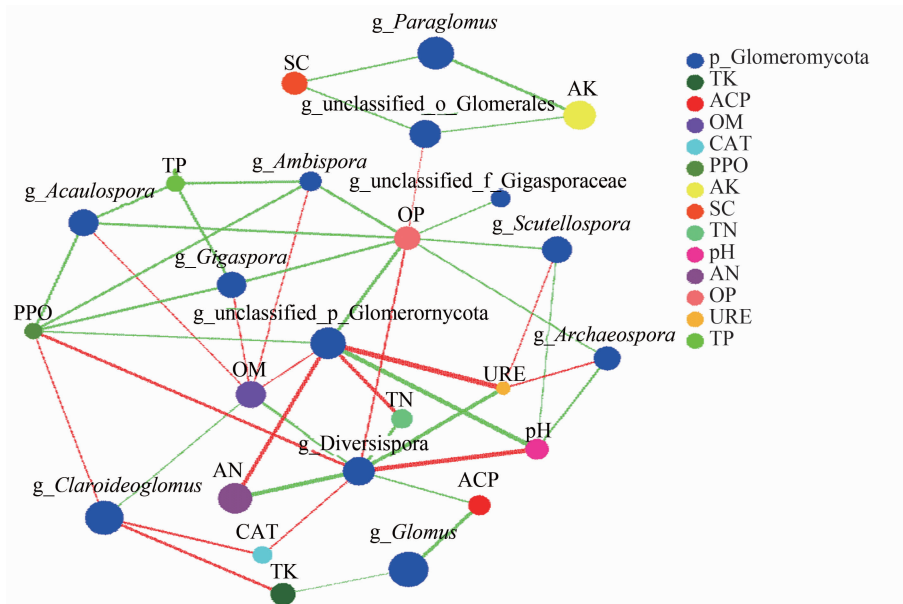 g_Paraglomus
SC
AK
g_unclassified_o_Glomerales
TP
g_Ambispora
g_unclassified_f_Gigasporaceae
g_Acaulospora
OP
g_Scutellospora
g_Gigaspora
PPO
g_unclassified_p_Glomerornycota
g_Archaeospora
OM
URE
TN
pH
g_Diversispora
AN
ACP
g_Claroideoglomus
CAT
g_Glomus
TK
p_Glomeromycota
TK
ACP
OM
CAT
PPO
AK
SC
TN
pH
AN
OP
URE
TP